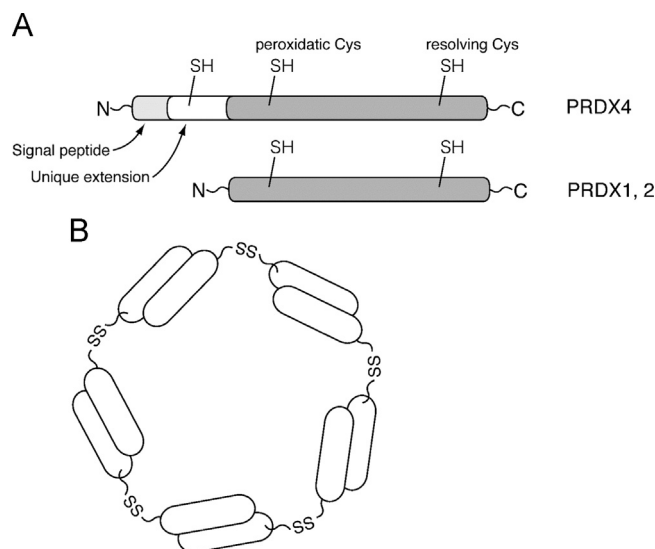 A
peroxidatic Cys
resolving Cys
SH
SH
SH
N
C
PRDX4
Signal peptide
Unique extension
SH
SH
N
C
PRDX1, 2
B
SS
SS
SS
SS
SS